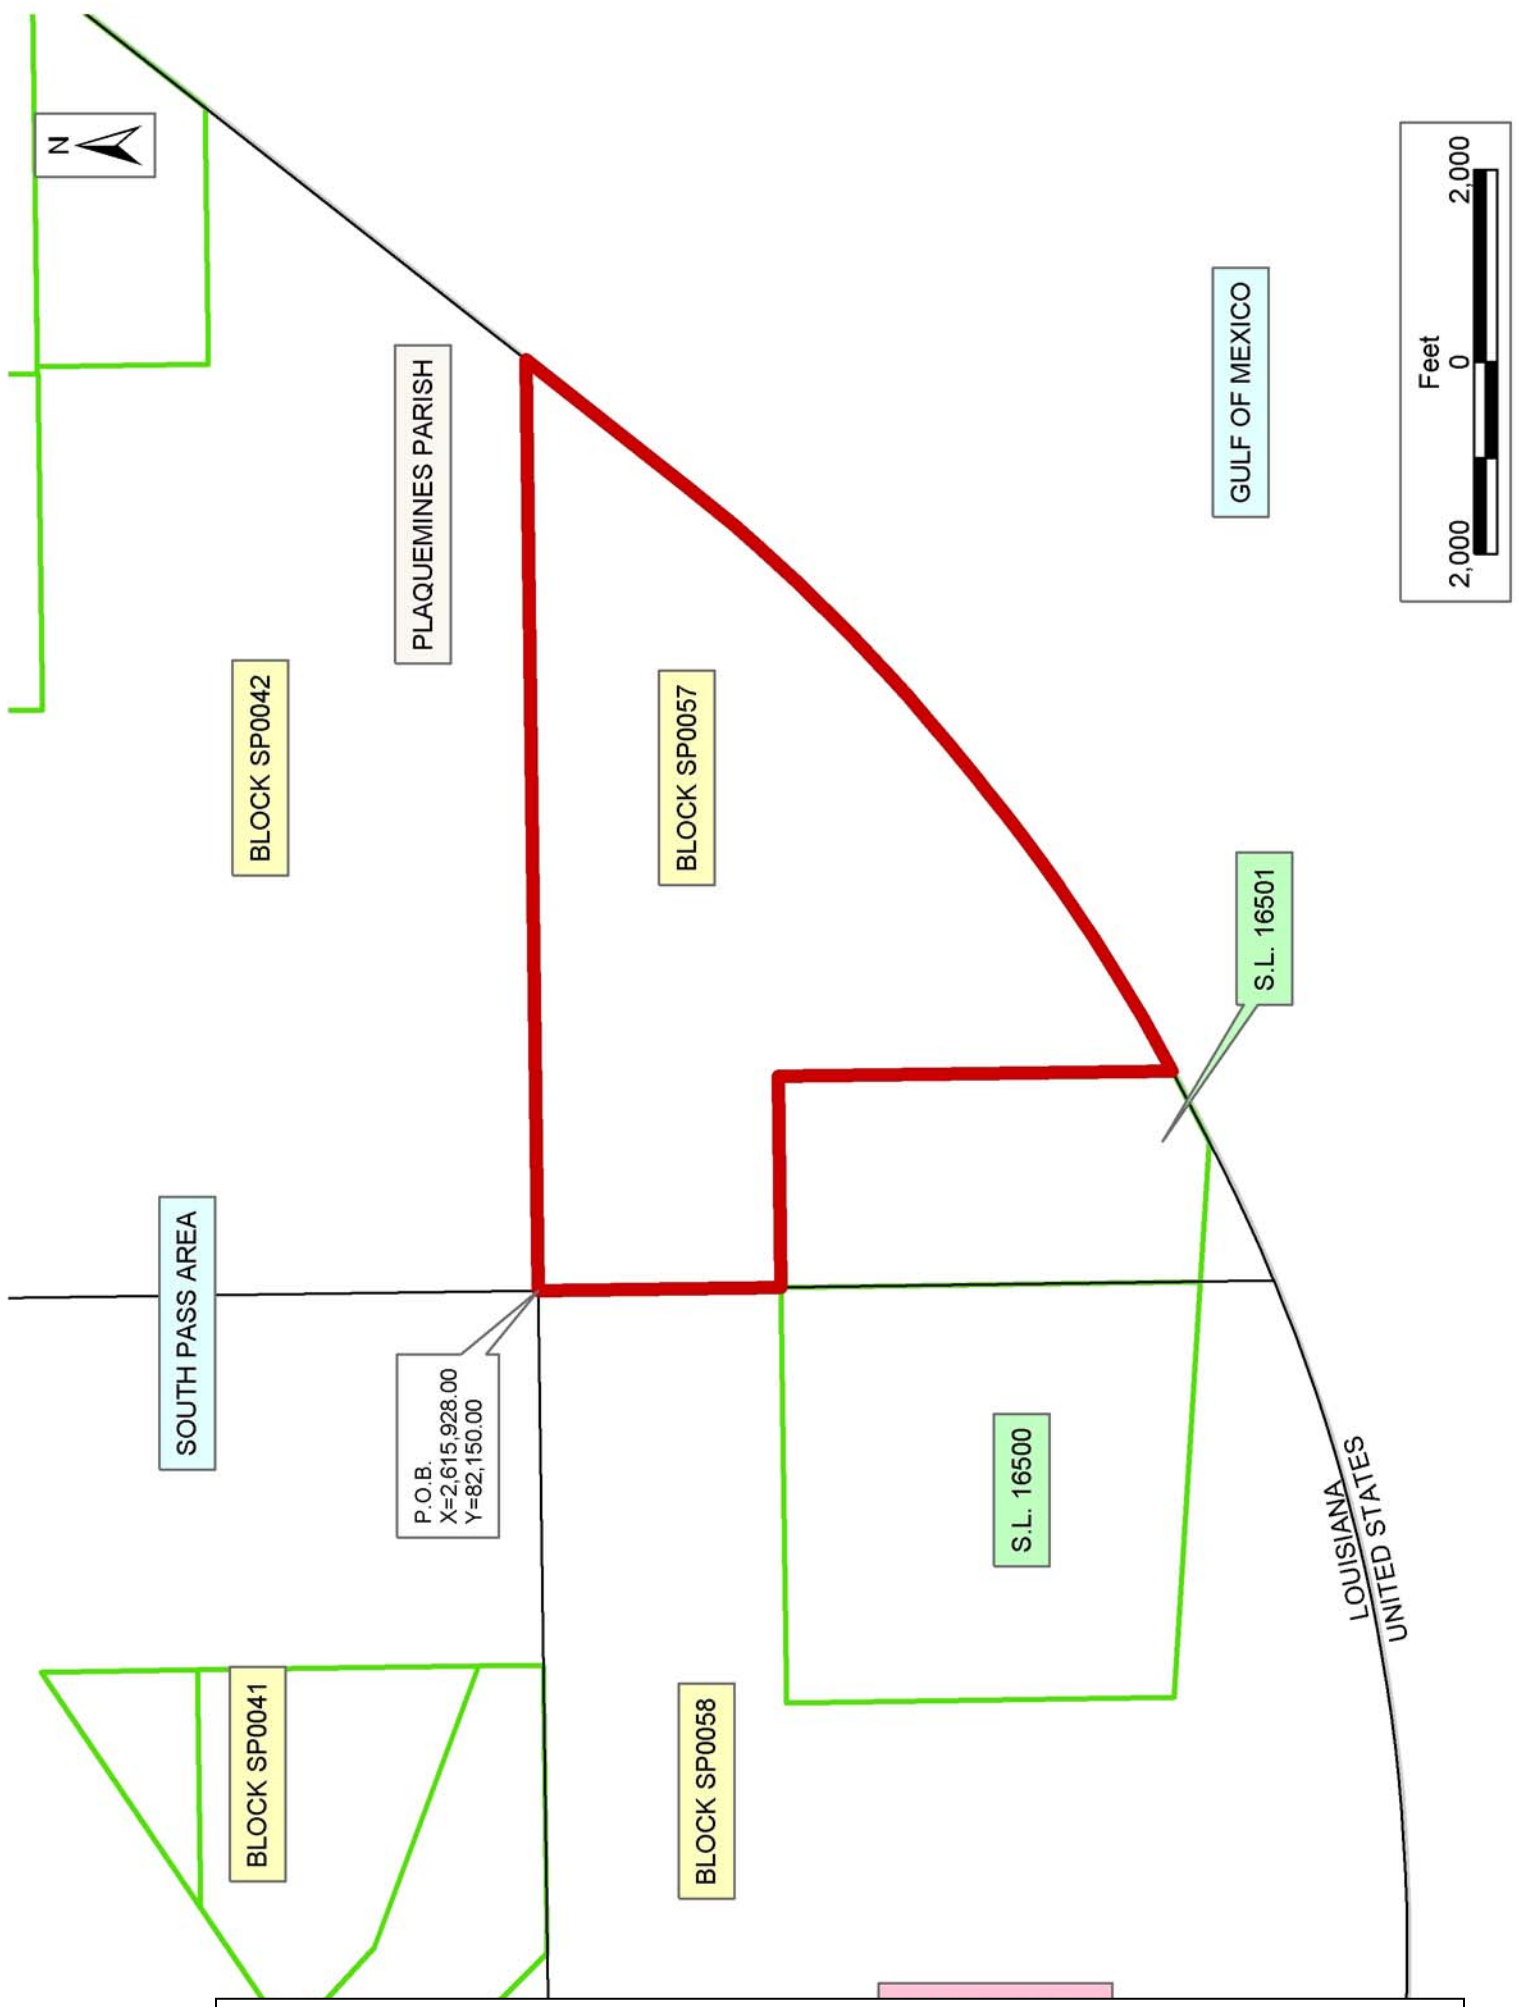 N
PLAQUEMINES PARISH
BLOCK SP0042
SOUTH PASS AREA
BLOCK SP0041
P.O.B.
X=2,615,928.00
Y=82,150.00
BLOCK SP0057
BLOCK SP0058
S.L. 16500
S.L. 16501
GULF OF MEXICO
LOUISIANA
UNITED STATES
Feet
2,000
0
2,000